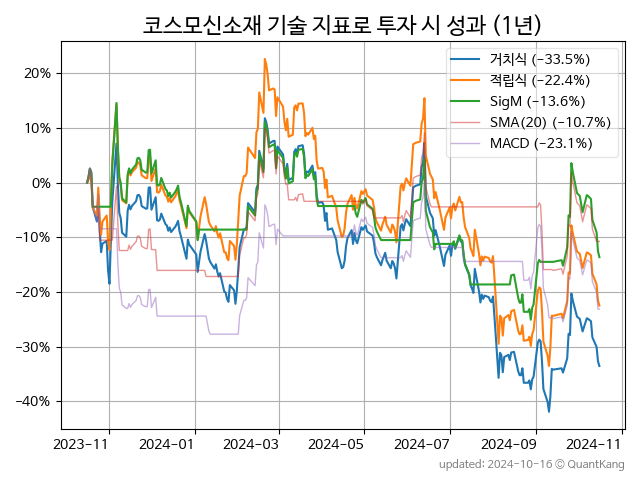 코스모신소재 기술 지표로 투자 시 성과 (1년)
거치식 (−33.5%)
적립식 (−22.4%)
SigM (−13.6%)
SMA(20) (−10.7%)
MACD (−23.1%)
20%
10%
0%
−10%
−20%
−30%
−40%
2023-11
2024-01
2024-03
2024-05
2024-07
2024-09
2024-11
updated: 2024-10-16 © QuantKang